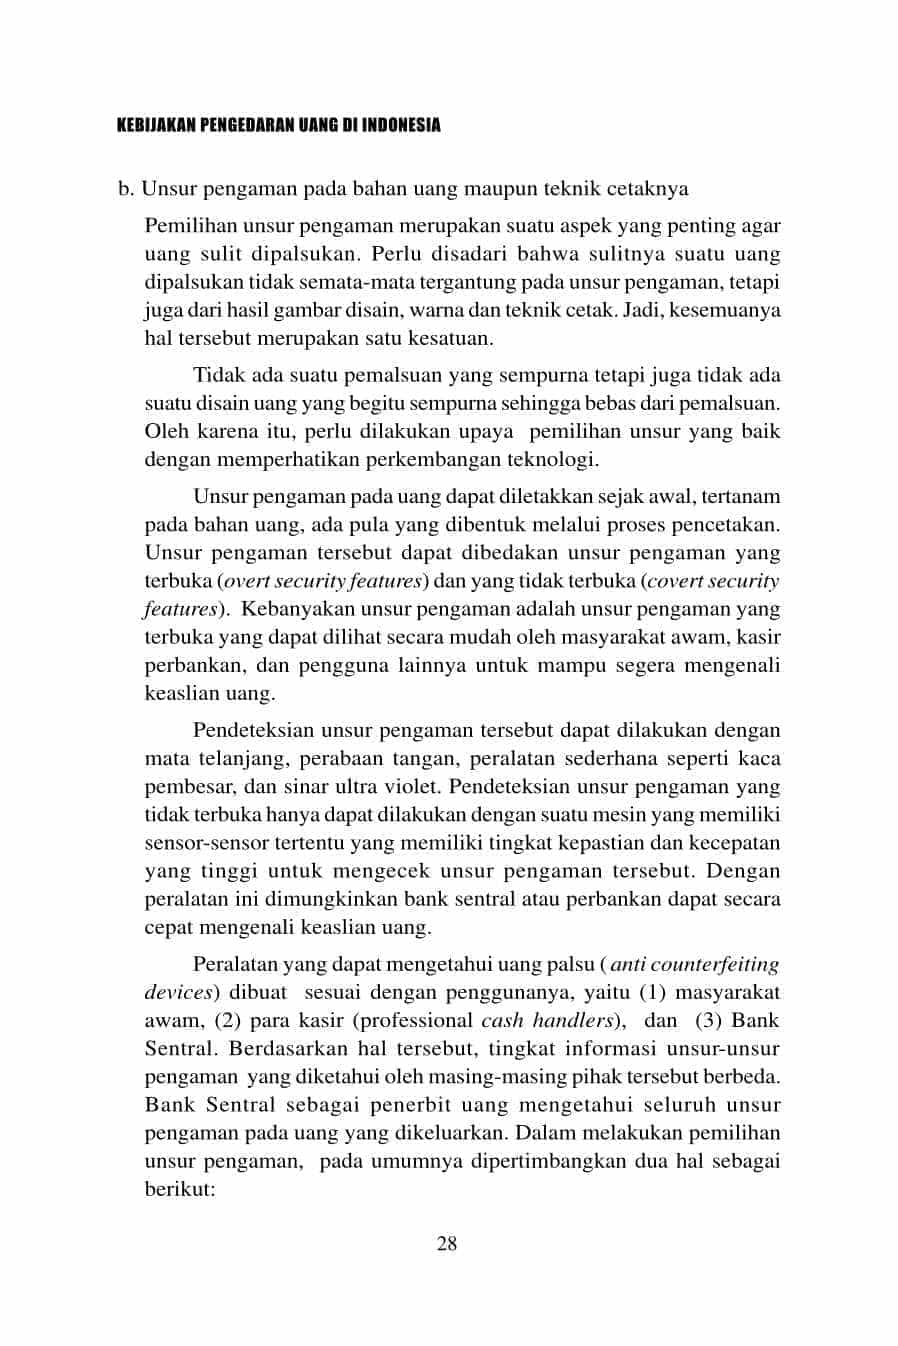 KEBIJAKAN PENGEDARAN UANG DI INDONESIA
b. Unsur pengaman pada bahan uang maupun teknik cetaknya
Pemilihan unsur pengaman merupakan suatu aspek yang penting agar
uang sulit dipalsukan. Perlu disadari bahwa sulitnya suatu uang
dipalsukan tidak semata-mata tergantung pada unsur pengaman, tetapi
juga dari hasil gambar disain, warna dan teknik cetak. Jadi, kesemuanya
hal tersebut merupakan satu kesatuan.
Tidak ada suatu pemalsuan yang sempurna tetapi juga tidak ada
suatu disain uang yang begitu sempurna sehingga bebas dari pemalsuan.
Oleh karena itu, perlu dilakukan upaya pemilihan unsur yang baik
dengan memperhatikan perkembangan teknologi.
Unsur pengaman pada uang dapat diletakkan sejak awal, tertanam
pada bahan uang, ada pula yang dibentuk melalui proses pencetakan.
Unsur pengaman tersebut dapat dibedakan unsur pengaman yang
terbuka (overt security features) dan yang tidak terbuka (covert security
features). Kebanyakan unsur pengaman adalah unsur pengaman yang
terbuka yang dapat dilihat secara mudah oleh masyarakat awam, kasir
perbankan, dan pengguna lainnya untuk mampu segera mengenali
keaslian uang.
Pendeteksian unsur pengaman tersebut dapat dilakukan dengan
mata telanjang, perabaan tangan, peralatan sederhana seperti kaca
pembesar, dan sinar ultra violet. Pendeteksian unsur pengaman yang
tidak terbuka hanya dapat dilakukan dengan suatu mesin yang memiliki
sensor-sensor tertentu yang memiliki tingkat kepastian dan kecepatan
yang tinggi untuk mengecek unsur pengaman tersebut. Dengan
peralatan ini dimungkinkan bank sentral atau perbankan dapat secara
cepat mengenali keaslian uang.
Peralatan yang dapat mengetahui uang palsu ( anti counterfeiting
devices) dibuat sesuai dengan penggunanya, yaitu (1) masyarakat
awam, (2) para kasir (professional cash handlers), dan (3) Bank
Sentral. Berdasarkan hal tersebut, tingkat informasi unsur-unsur
pengaman yang diketahui oleh masing-masing pihak tersebut berbeda.
Bank Sentral sebagai penerbit uang mengetahui seluruh unsur
pengaman pada uang yang dikeluarkan. Dalam melakukan pemilihan
unsur pengaman, pada umumnya dipertimbangkan dua hal sebagai
berikut:
28